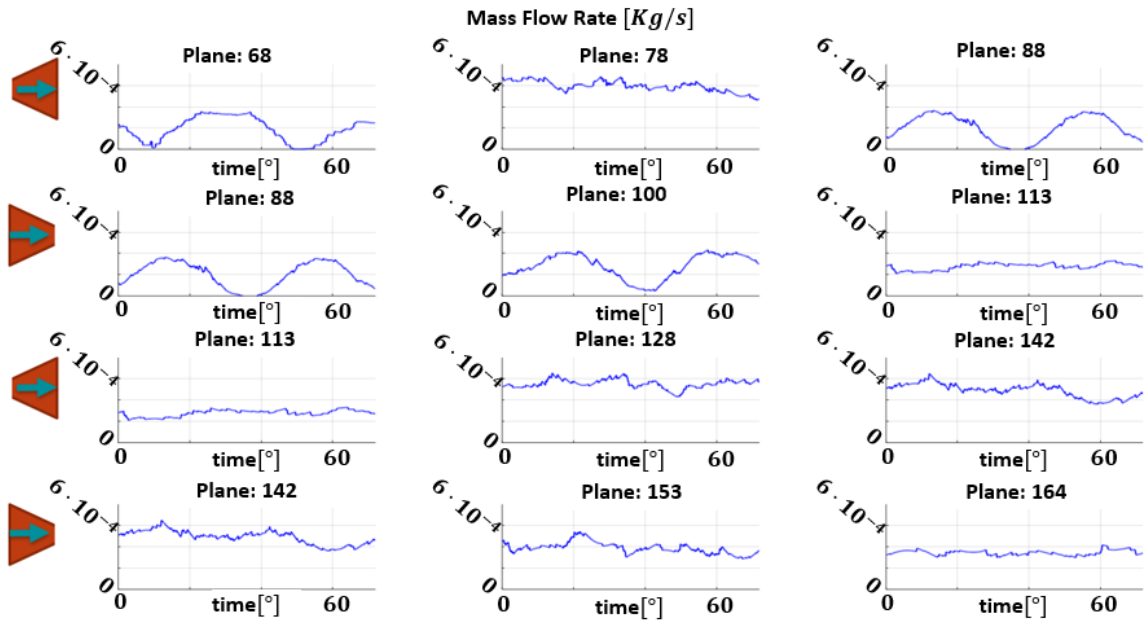 Mass Flow Rate [Kg/s]
Plane: 68 Plane: 78 Plane: 88
6.10-4 6.10-4 6.10-4
0 0 0
0 time[°] 60 0 time[°] 60 0 time[°] 60
Plane: 88 Plane: 100 Plane: 113
6.10-4 6.10-4 6.10-4
0 0 0
0 time[°] 60 0 time[°] 60 0 time[°] 60
Plane: 113 Plane: 128 Plane: 142
6.10-4 6.10-4 6.10-4
0 0 0
0 time[°] 60 0 time[°] 60 0 time[°] 60
Plane: 142 Plane: 153 Plane: 164
6.10-4 6.10-4 6.10-4
0 0 0
0 time[°] 60 0 time[°] 60 0 time[°] 60